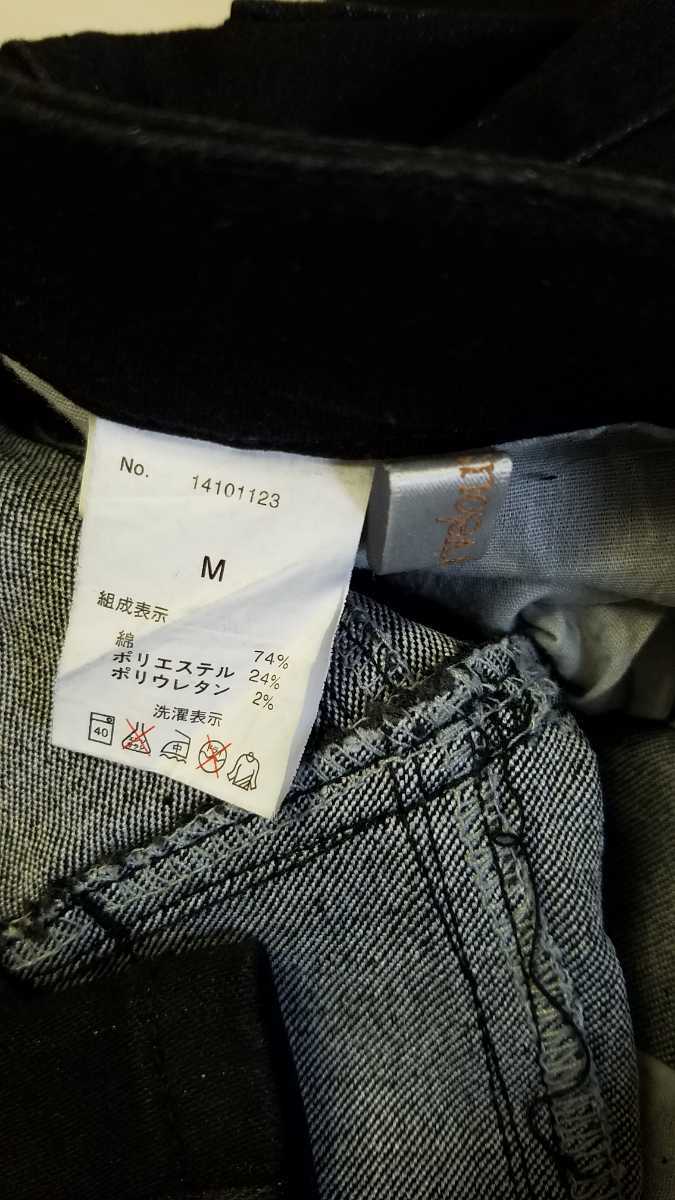 No. 14101123
M
組成表示
綿 74%
ポリエステル 24%
ポリウレタン 2%
洗濯表示
40 中